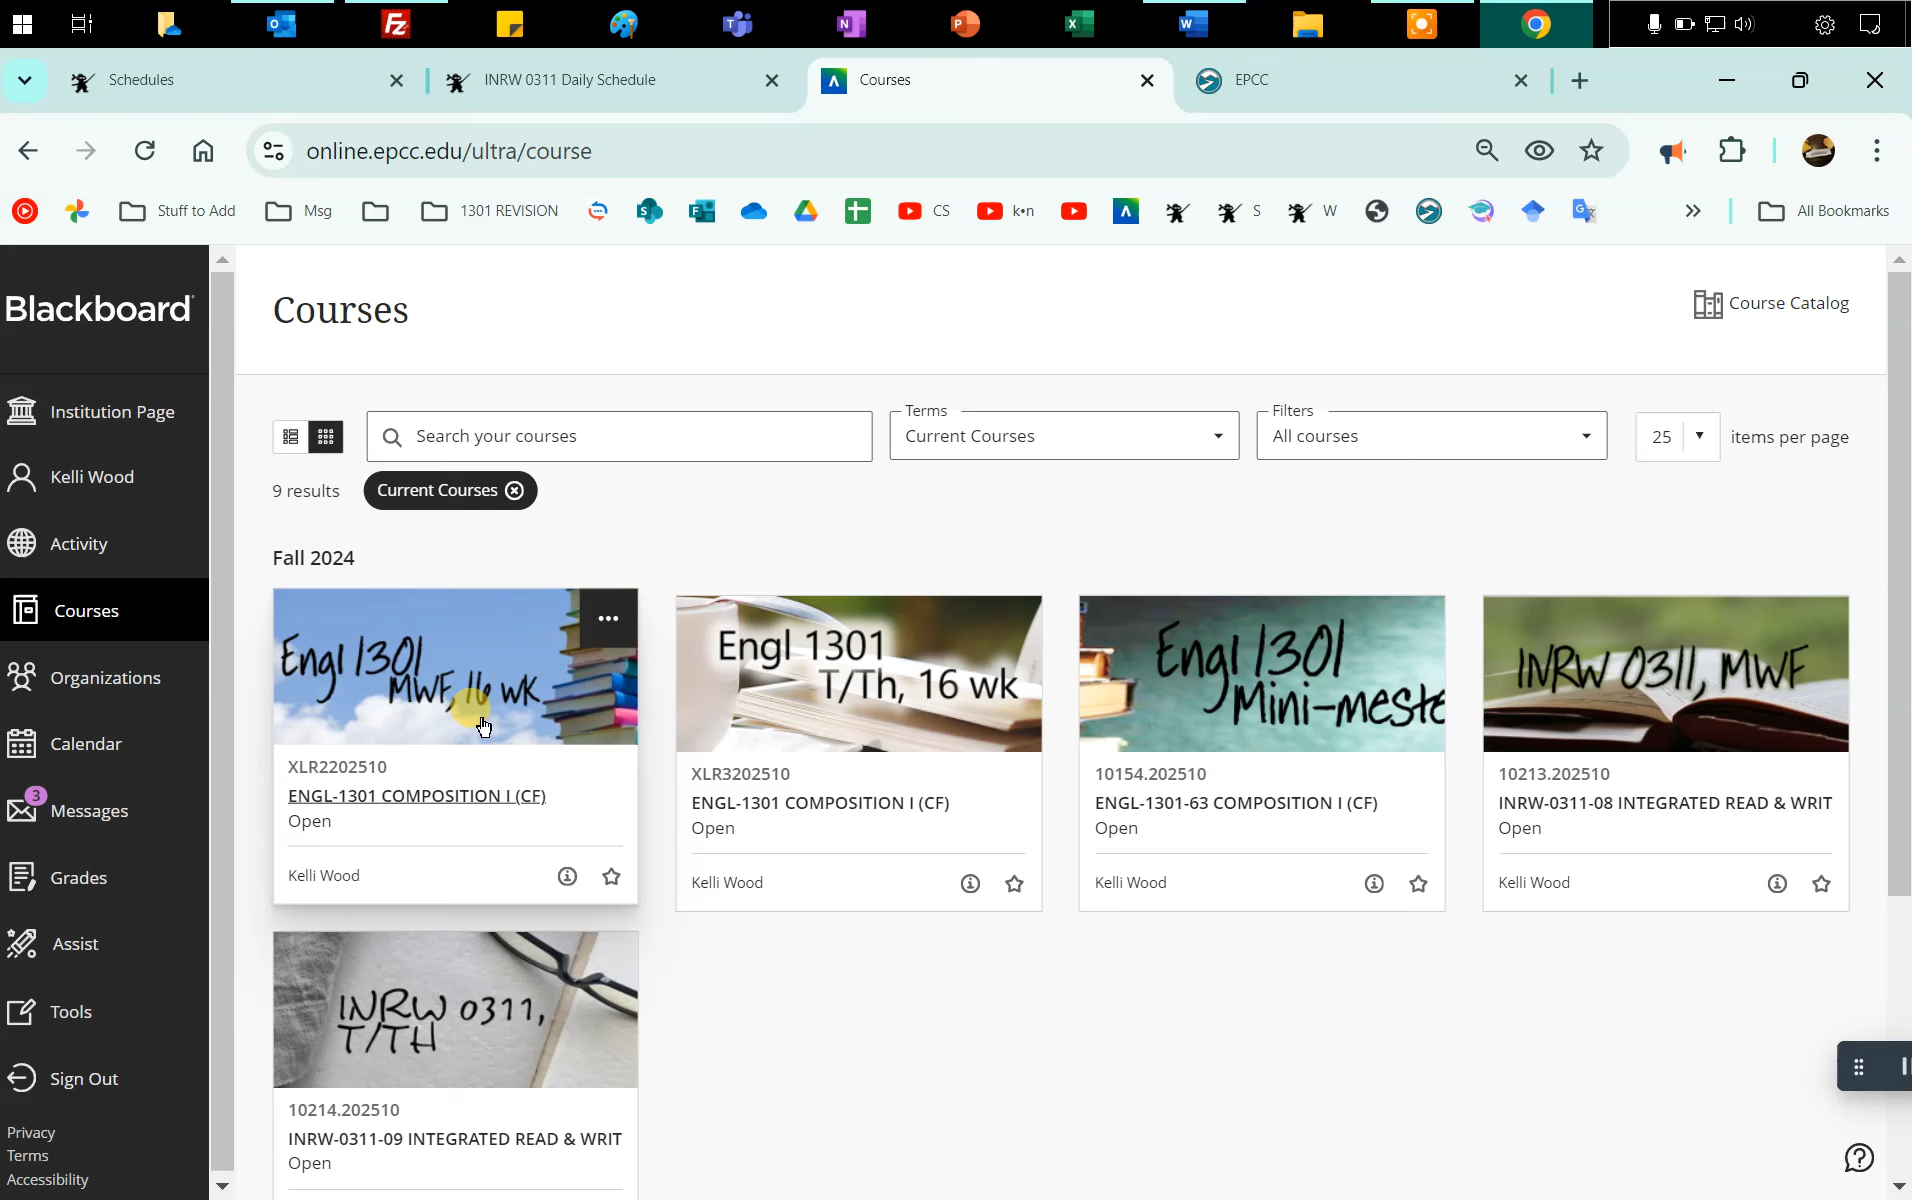 Schedules
INRW 0311 Daily Schedule
Courses
EPCC
online.epcc.edu/ultra/course
Stuff to Add
Msg
1301 REVISION
CS
k•n
S
W
All Bookmarks
Blackboard
Institution Page
Kelli Wood
Activity
Courses
Organizations
Calendar
3
Messages
Grades
Assist
Tools
Sign Out
Privacy
Terms
Accessibility
Courses
Course Catalog
Search your courses
Terms
Current Courses
Filters
All courses
25
items per page
9 results
Current Courses
Fall 2024
Engl 1301
MWF, 16 wk
XLR2202510
ENGL-1301 COMPOSITION I (CF)
Open
Kelli Wood
Engl 1301
T/Th, 16 wk
XLR3202510
ENGL-1301 COMPOSITION I (CF)
Open
Kelli Wood
Engl 1301
Mini-meste
10154.202510
ENGL-1301-63 COMPOSITION I (CF)
Open
Kelli Wood
INRW 0311, MWF
10213.202510
INRW-0311-08 INTEGRATED READ & WRIT
Open
Kelli Wood
INRW 0311,
T/TH
10214.202510
INRW-0311-09 INTEGRATED READ & WRIT
Open